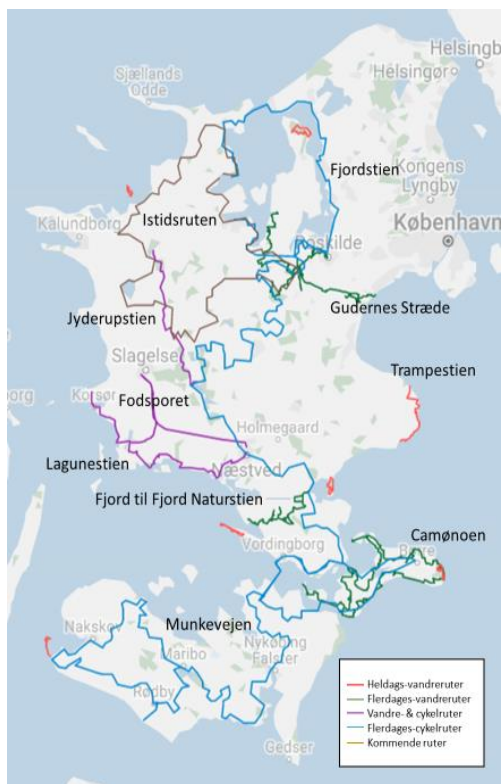 Helsingb
Helsingør
Sjællands
Odde
Fjordstien
Kongens
Lyngby
Istidsruten
København
Kalundborg
Roskilde
Gudernes Stræde
Jyderupstien
Slagelse
Trampestien
Korsør
Fodsporet
Holmegaard
Lagunestien
Næstved
Fjord til Fjord Naturstien
Camønoen
Vordingborg
Borre
Munkevejen
Nakskov
Maribo
Nykøbing
Falster
Rødby
Gedser
Heldags-vandreruter
Flerdages-vandreruter
Vandre- & cykelruter
Flerdages-cykelruter
Kommende ruter